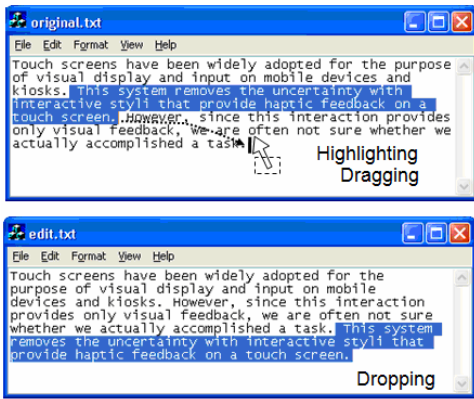 original.txt
File Edit Format View Help
Touch screens have been widely adopted for the purpose
of visual display and input on mobile devices and
kiosks. This system removes the uncertainty with
interactive styli that provide haptic feedback on a
touch screen. However, since this interaction provides
only visual feedback, we are often not sure whether we
actually accomplished a task.
Highlighting
Dragging
edit.txt
File Edit Format View Help
Touch screens have been widely adopted for the
purpose of visual display and input on mobile
devices and kiosks. However, since this interaction
provides only visual feedback, we are often not sure
whether we actually accomplished a task. This system
removes the uncertainty with interactive styli that
provide haptic feedback on a touch screen.
Dropping